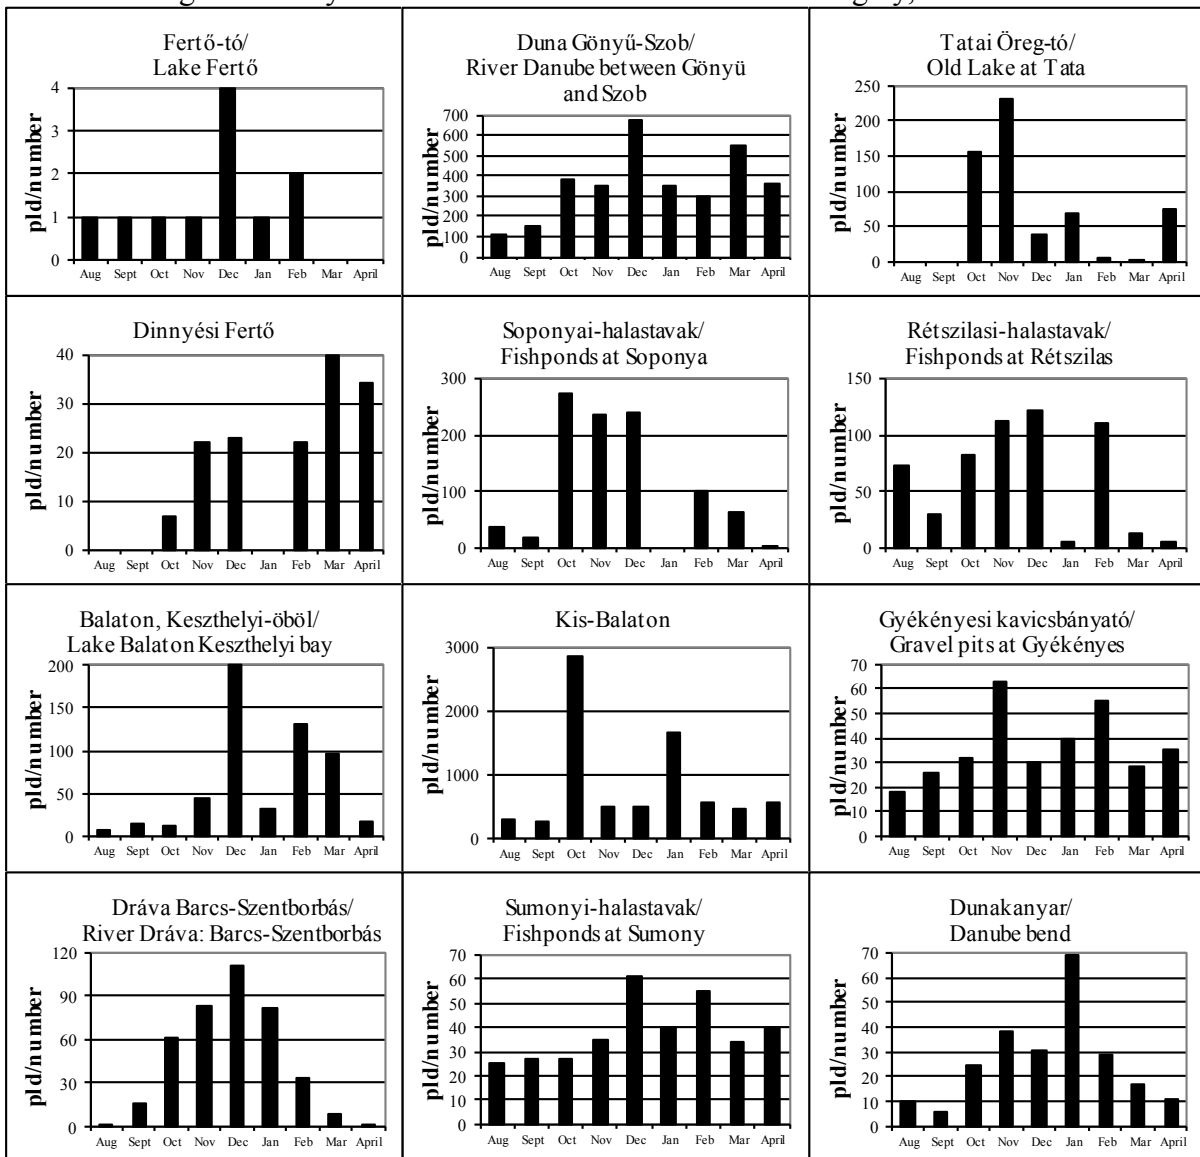 Fertő-tó/
Lake Fertő
pld/number
4
3
2
1
0
Aug Sept Oct Nov Dec Jan Feb Mar April
Duna Gönyű-Szob/
River Danube between Gönyü
and Szob
pld/number
700
600
500
400
300
200
100
0
Aug Sept Oct Nov Dec Jan Feb Mar April
Tatai Öreg-tó/
Old Lake at Tata
pld/number
250
200
150
100
50
0
Aug Sept Oct Nov Dec Jan Feb Mar April
Dinnyési Fertő
pld/number
40
30
20
10
0
Aug Sept Oct Nov Dec Jan Feb Mar April
Soponyai-halastavak/
Fishponds at Soponya
pld/number
300
200
100
0
Aug Sept Oct Nov Dec Jan Feb Mar April
Rétszilasi-halastavak/
Fishponds at Rétszilas
pld/number
150
100
50
0
Aug Sept Oct Nov Dec Jan Feb Mar April
Balaton, Keszthelyi-öböl/
Lake Balaton Keszthelyi bay
pld/number
200
150
100
50
0
Aug Sept Oct Nov Dec Jan Feb Mar April
Kis-Balaton
3000
2000
1000
0
Aug Sept Oct Nov Dec Jan Feb Mar April
Gyékényesi kavicsbányató/
Gravel pits at Gyékényes
pld/number
70
60
50
40
30
20
10
0
Aug Sept Oct Nov Dec Jan Feb Mar April
Dráva Barcs-Szentborbás/
River Dráva: Barcs-Szentborbás
pld/number
120
90
60
30
0
Aug Sept Oct Nov Dec Jan Feb Mar April
Sumonyi-halastavak/
Fishponds at Sumony
pld/number
70
60
50
40
30
20
10
0
Aug Sept Oct Nov Dec Jan Feb Mar April
Dunakanyar/
Danube bend
pld/number
70
60
50
40
30
20
10
0
Aug Sept Oct Nov Dec Jan Feb Mar April